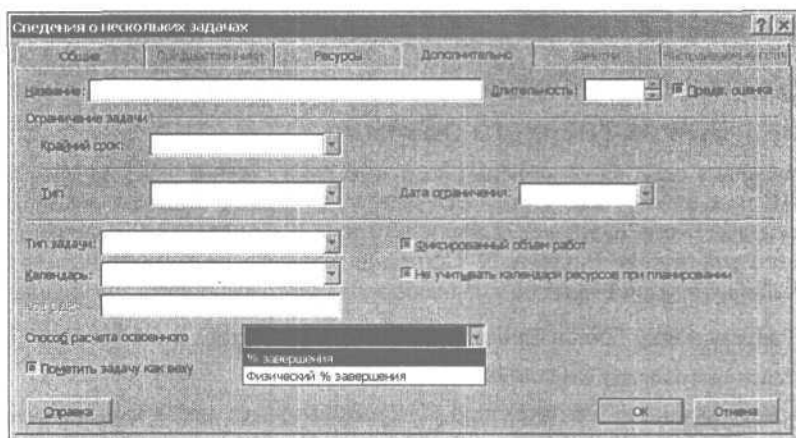 Сведения о нескольких задачах
Общие Предшественники Ресурсы Дополнительно Заметки
Название: Длительность: Предв. оценка
Ограничение задачи
Крайний срок:
Тип Дата ограничения:
Тип задачи: Фиксированный объем работ
Календарь: Не учитывать календари ресурсов при планировании
Способ расчета освоенного
% завершения
Пометить задачу как веху Физический % завершения
Справка ОК Отмена